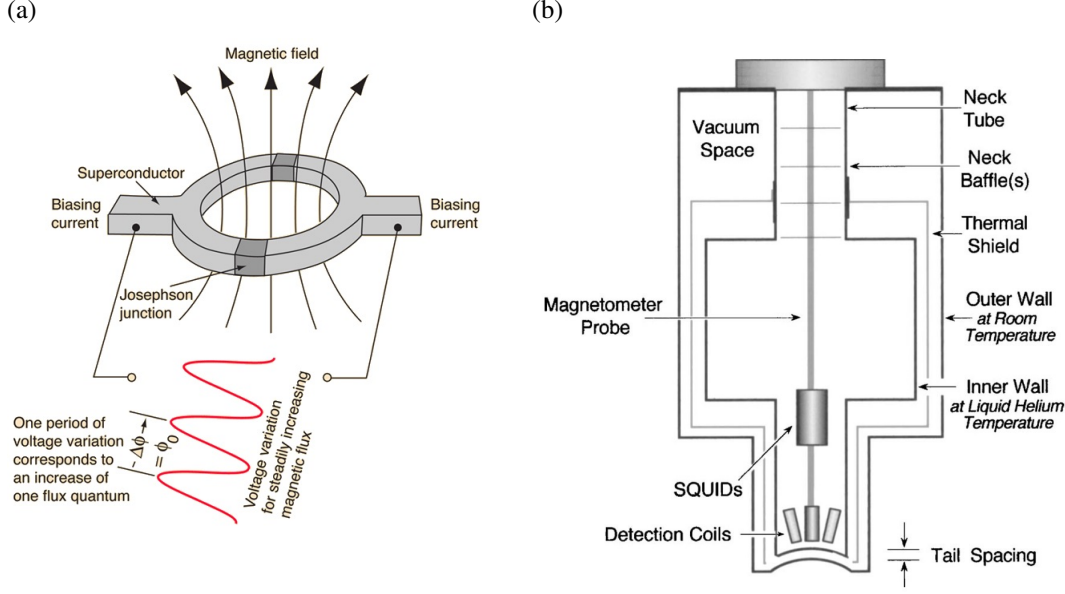 (a)
Magnetic field
Superconductor
Biasing
current
Biasing
current
Josephson
junction
One period of
voltage variation
corresponds to
an increase of
one flux quantum
- Δϕ
= ϕ0
Voltage variation
for steadily increasing
magnetic flux
(b)
Vacuum
Space
Neck
Tube
Neck
Baffle(s)
Thermal
Shield
Magnetometer
Probe
Outer Wall
at Room
Temperature
Inner Wall
at Liquid Helium
Temperature
SQUIDs
Detection Coils
Tail Spacing